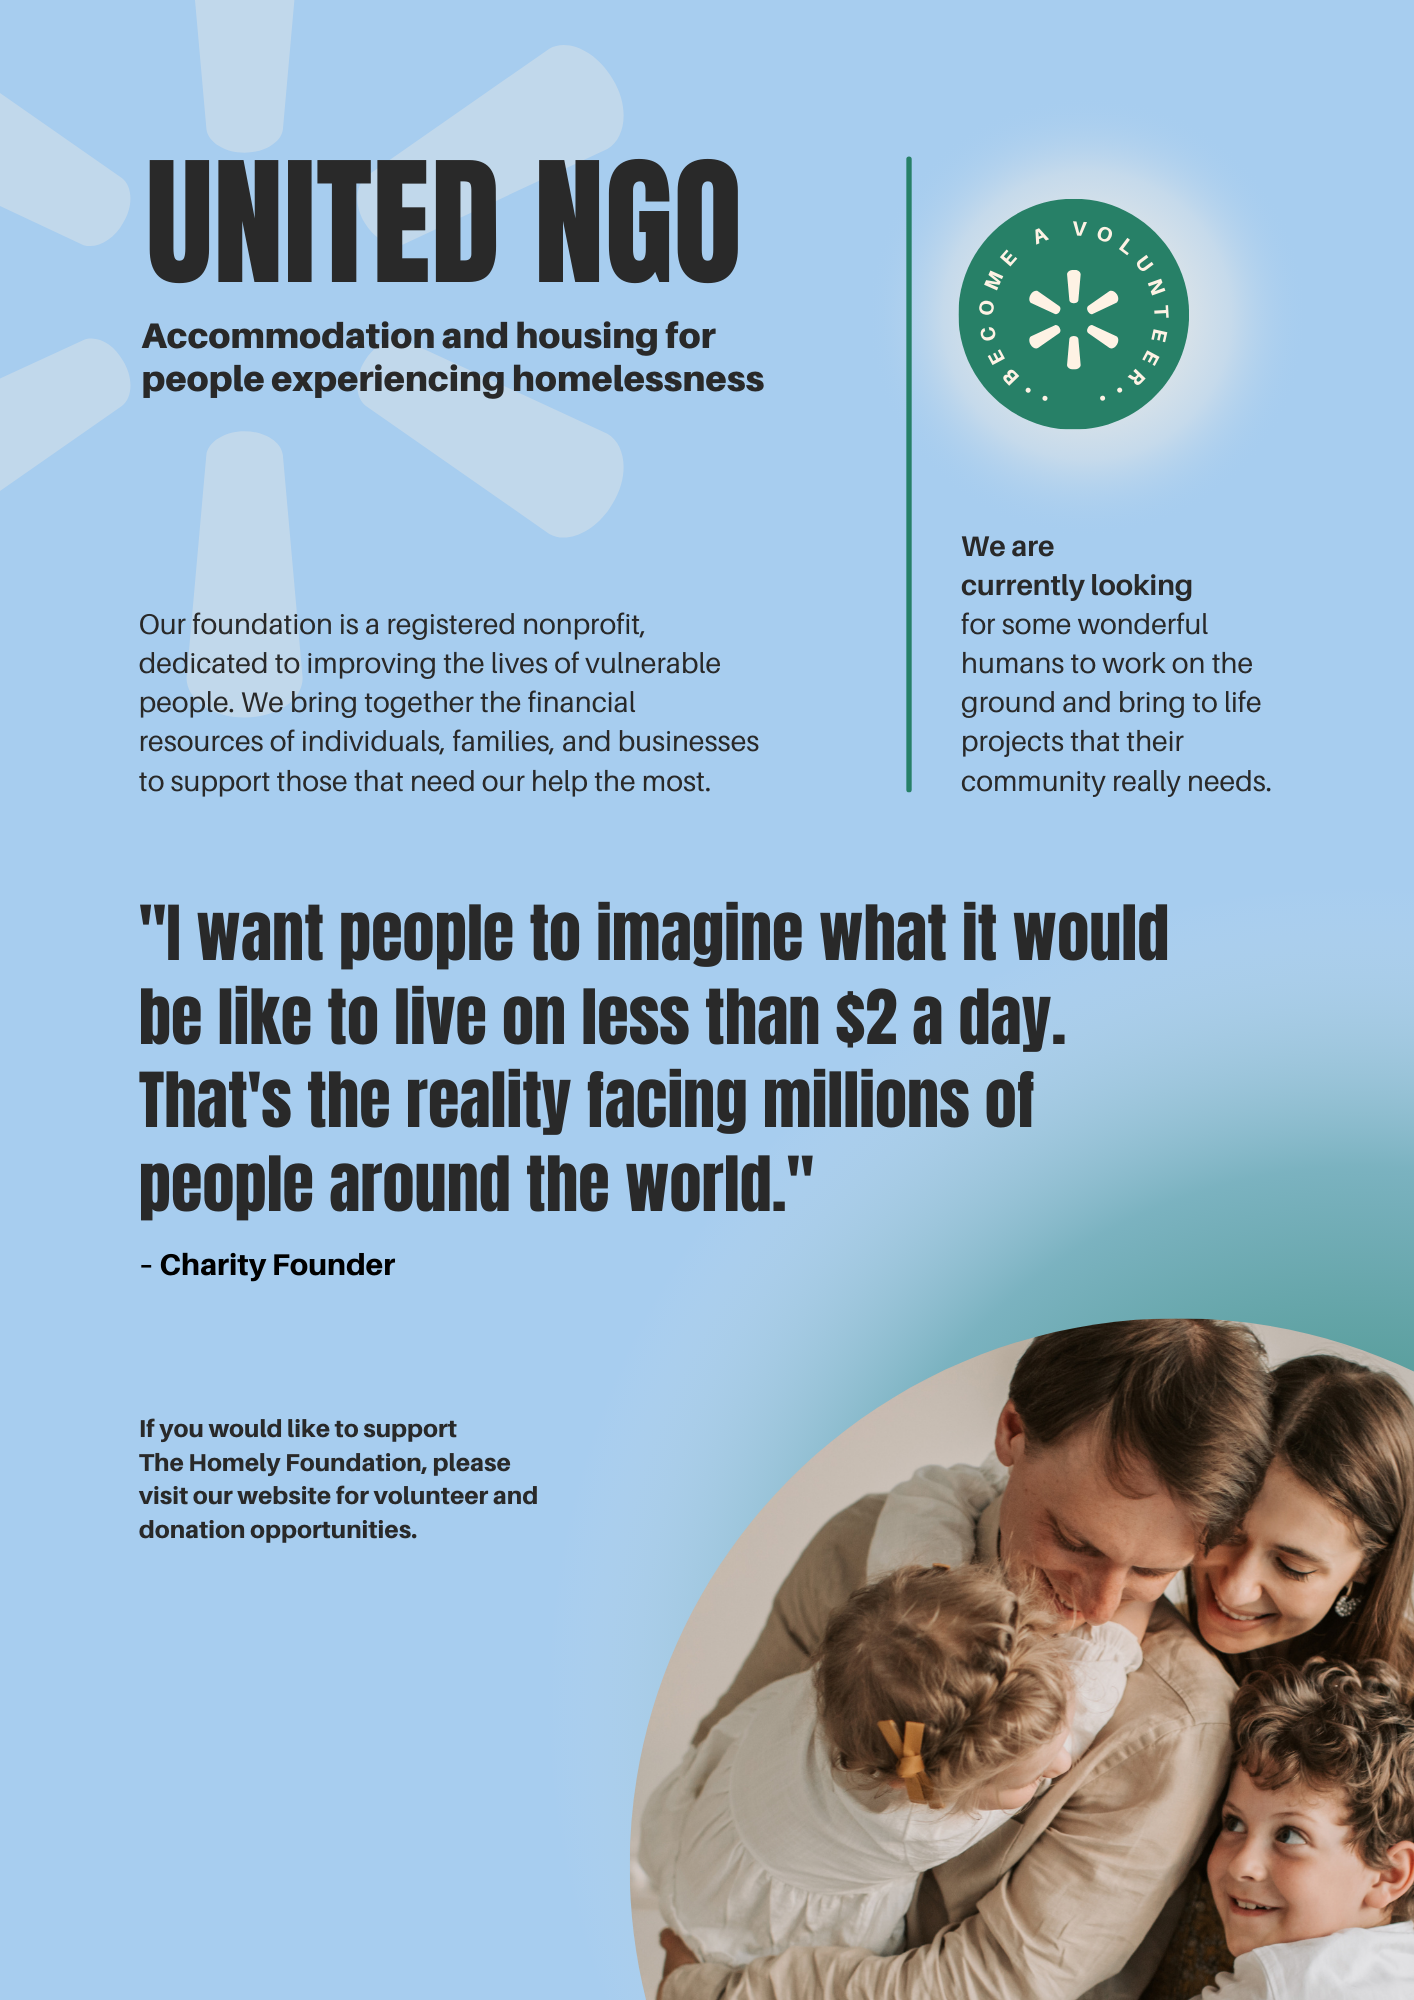 UNITED NGO
Accommodation and housing for
people experiencing homelessness
Our foundation is a registered nonprofit,
dedicated to improving the lives of vulnerable
people. We bring together the financial
resources of individuals, families, and businesses
to support those that need our help the most.
BECOME A VOLUNTEER
We are
currently looking
for some wonderful
humans to work on the
ground and bring to life
projects that their
community really needs.
"I want people to imagine what it would
be like to live on less than $2 a day.
That's the reality facing millions of
people around the world."
– Charity Founder
If you would like to support
The Homely Foundation, please
visit our website for volunteer and
donation opportunities.